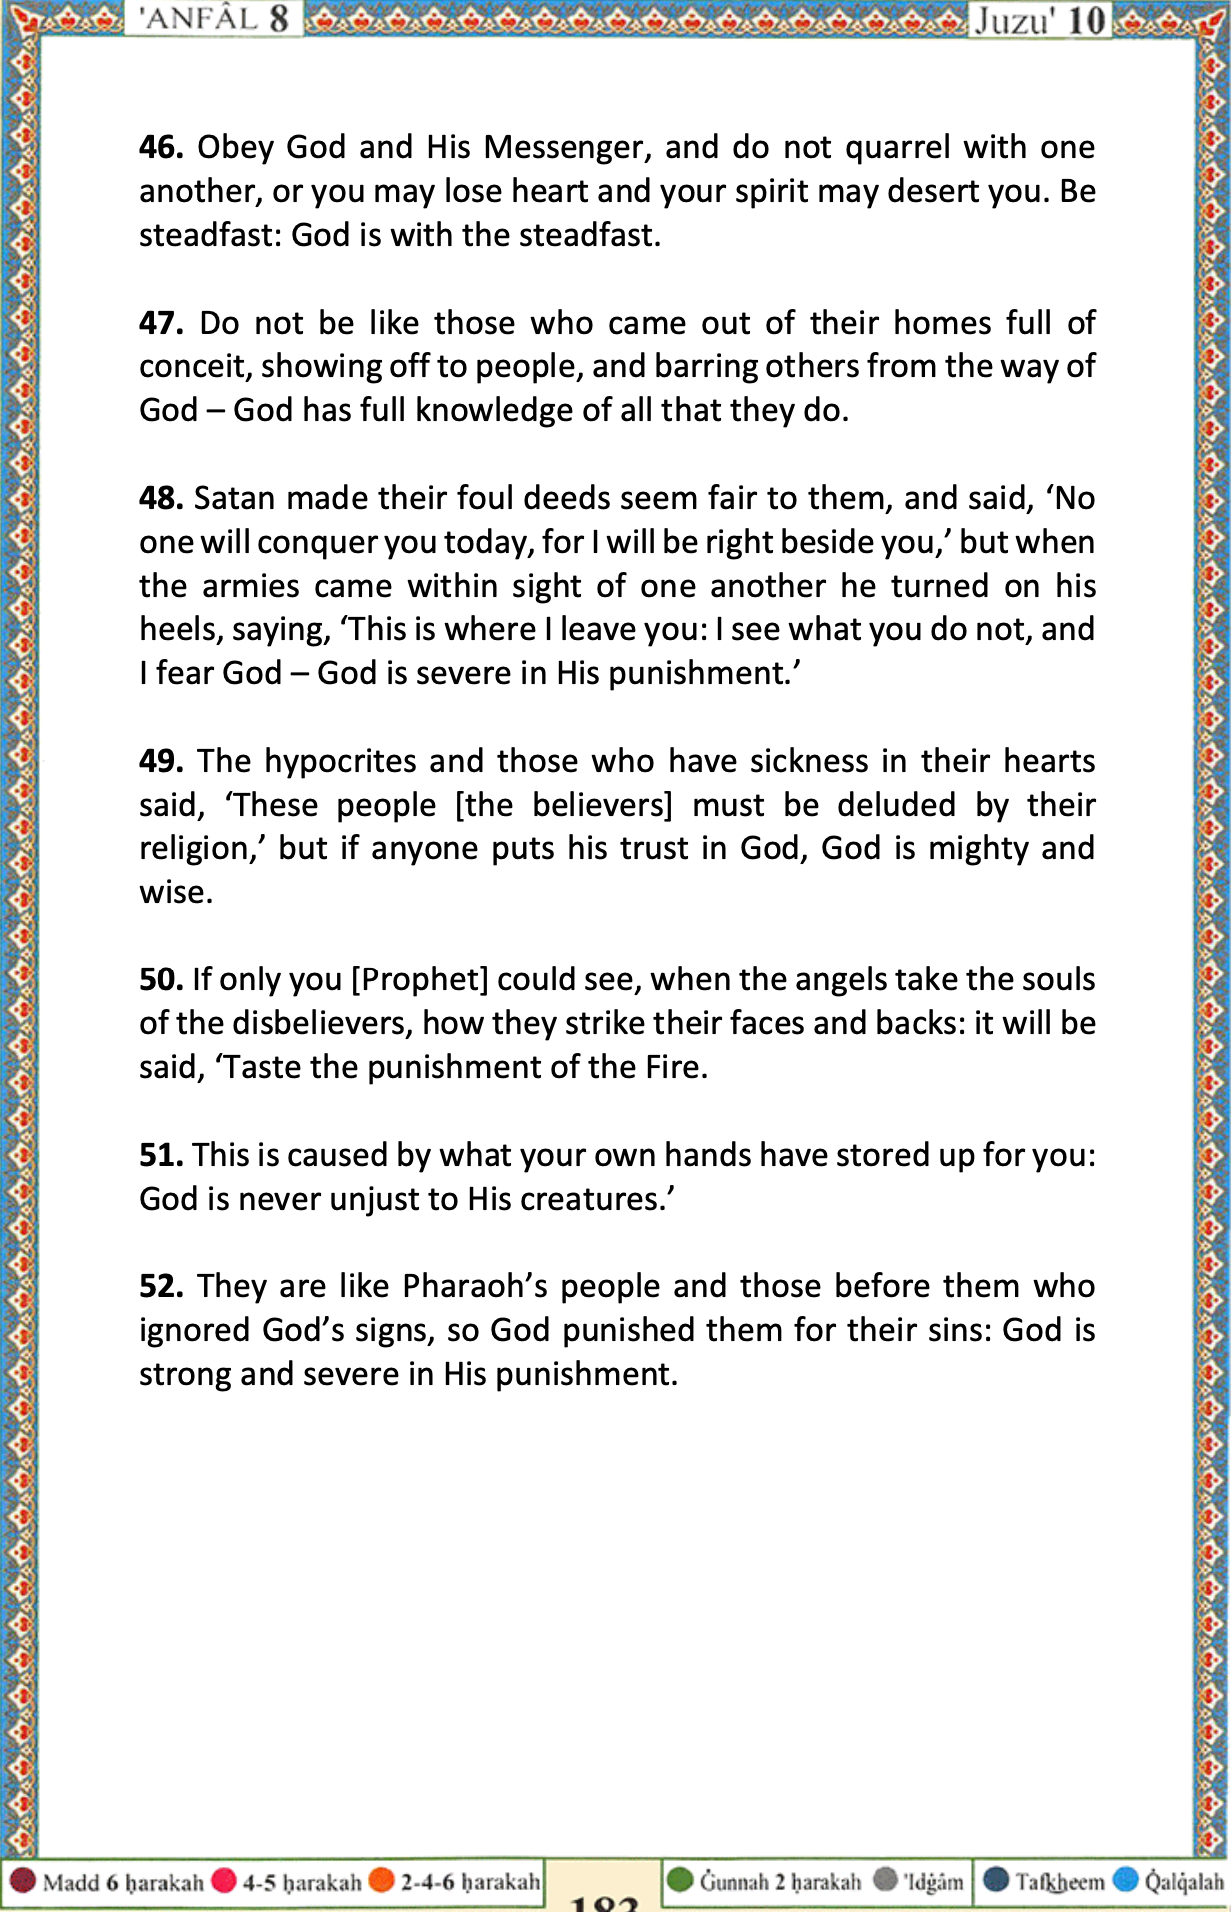 'ANFÂL 8
Juzu' 10
46. Obey God and His Messenger, and do not quarrel with one
another, or you may lose heart and your spirit may desert you. Be
steadfast: God is with the steadfast.
47. Do not be like those who came out of their homes full of
conceit, showing off to people, and barring others from the way of
God – God has full knowledge of all that they do.
48. Satan made their foul deeds seem fair to them, and said, ‘No
one will conquer you today, for I will be right beside you,’ but when
the armies came within sight of one another he turned on his
heels, saying, ‘This is where I leave you: I see what you do not, and
I fear God – God is severe in His punishment.’
49. The hypocrites and those who have sickness in their hearts
said, ‘These people [the believers] must be deluded by their
religion,’ but if anyone puts his trust in God, God is mighty and
wise.
50. If only you [Prophet] could see, when the angels take the souls
of the disbelievers, how they strike their faces and backs: it will be
said, ‘Taste the punishment of the Fire.
51. This is caused by what your own hands have stored up for you:
God is never unjust to His creatures.’
52. They are like Pharaoh’s people and those before them who
ignored God’s signs, so God punished them for their sins: God is
strong and severe in His punishment.
Madd 6 ḥarakah 4-5 ḥarakah 2-4-6 ḥarakah
Ġunnah 2 ḥarakah 'Idġâm
Tafk͟heem Q̇alq̇alah